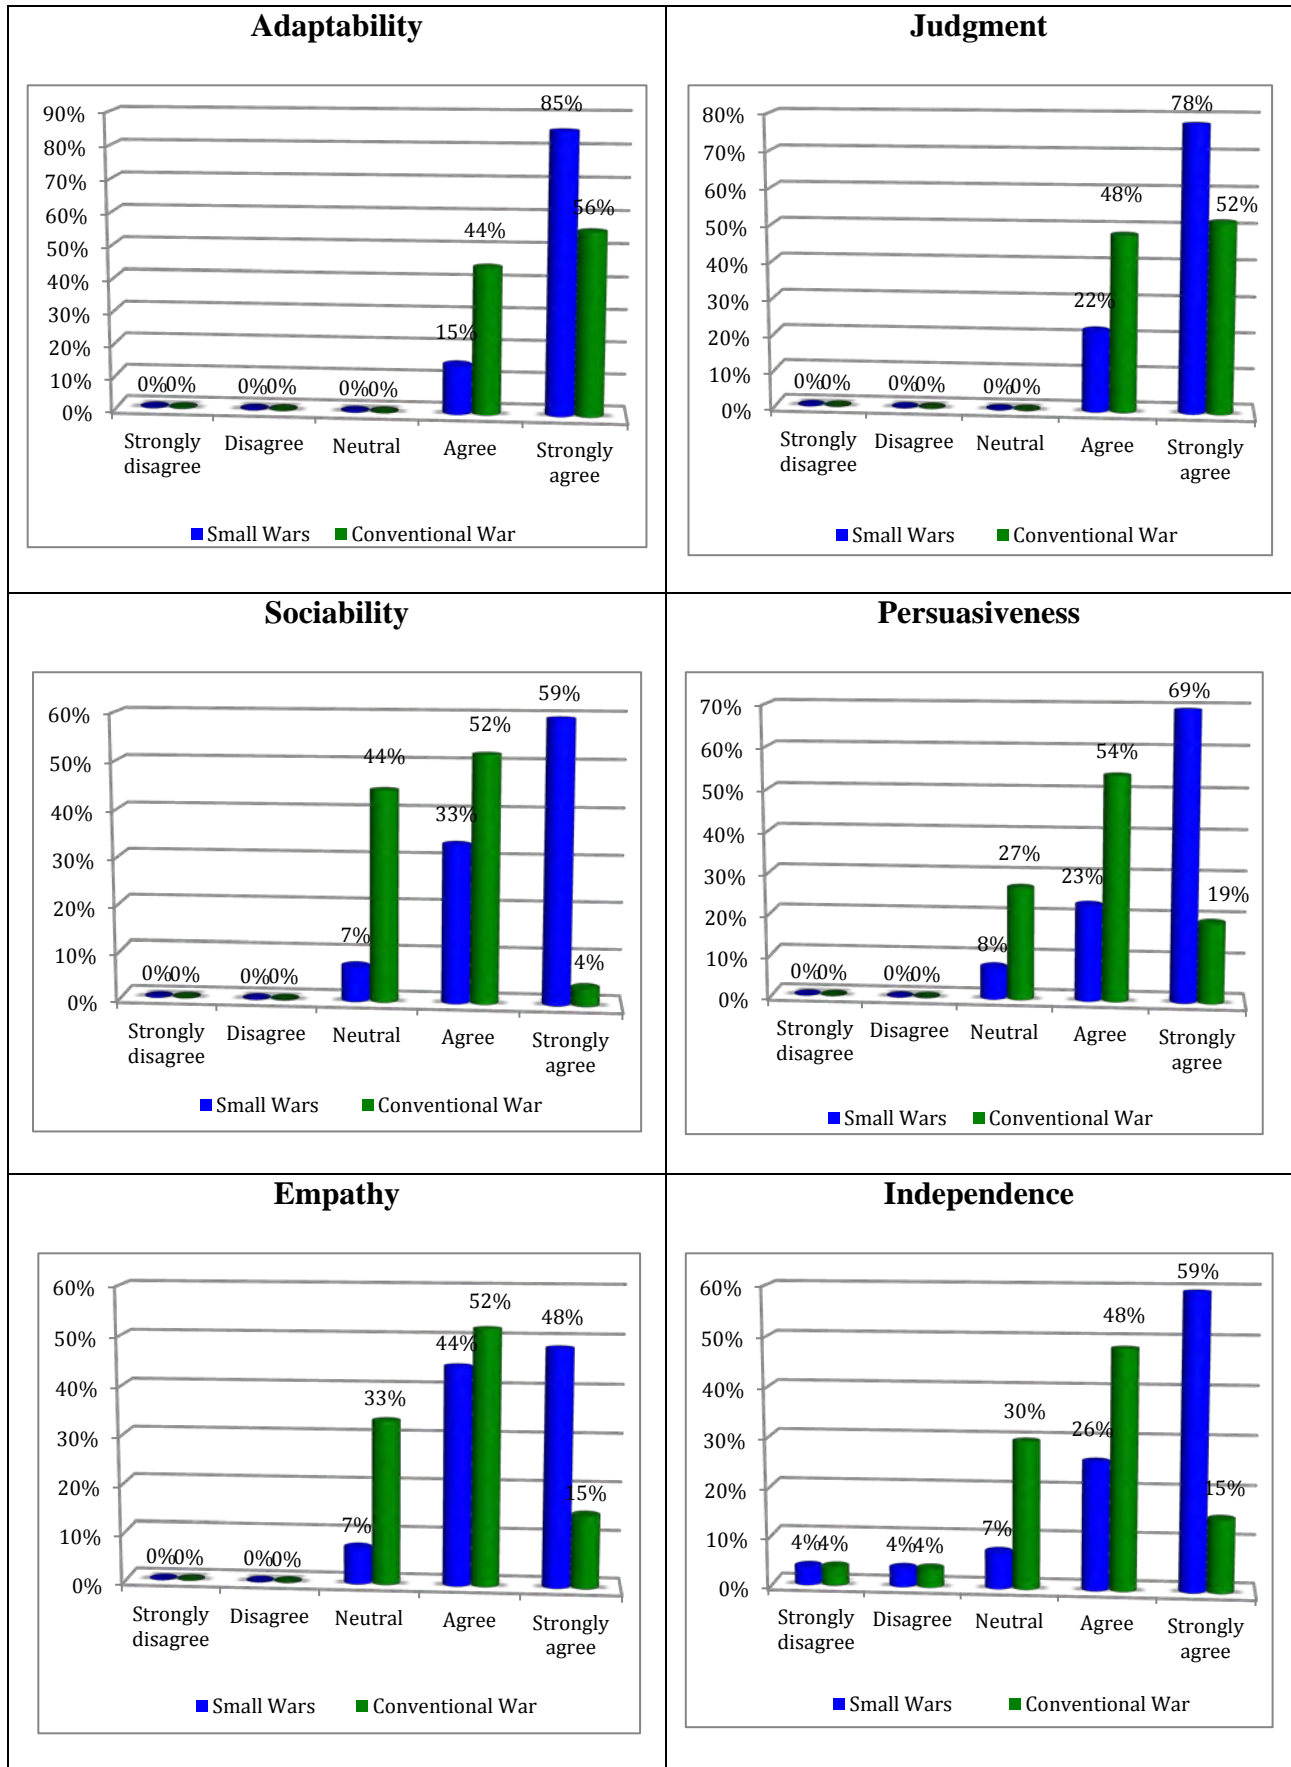 Adaptability
90%
80%
70%
60%
50%
40%
30%
20%
10%
0%
0%0%
0%0%
0%0%
15%
44%
85%
56%
Strongly
disagree
Disagree
Neutral
Agree
Strongly
agree
Small Wars
Conventional War
Judgment
80%
70%
60%
50%
40%
30%
20%
10%
0%
0%0%
0%0%
0%0%
22%
48%
78%
52%
Strongly
disagree
Disagree
Neutral
Agree
Strongly
agree
Small Wars
Conventional War
Sociability
60%
50%
40%
30%
20%
10%
0%
0%0%
0%0%
7%
44%
33%
52%
59%
4%
Strongly
disagree
Disagree
Neutral
Agree
Strongly
agree
Small Wars
Conventional War
Persuasiveness
70%
60%
50%
40%
30%
20%
10%
0%
0%0%
0%0%
8%
27%
23%
54%
69%
19%
Strongly
disagree
Disagree
Neutral
Agree
Strongly
agree
Small Wars
Conventional War
Empathy
60%
50%
40%
30%
20%
10%
0%
0%0%
0%0%
7%
33%
44%
52%
48%
15%
Strongly
disagree
Disagree
Neutral
Agree
Strongly
agree
Small Wars
Conventional War
Independence
60%
50%
40%
30%
20%
10%
0%
4%4%
4%4%
7%
30%
26%
48%
59%
15%
Strongly
disagree
Disagree
Neutral
Agree
Strongly
agree
Small Wars
Conventional War